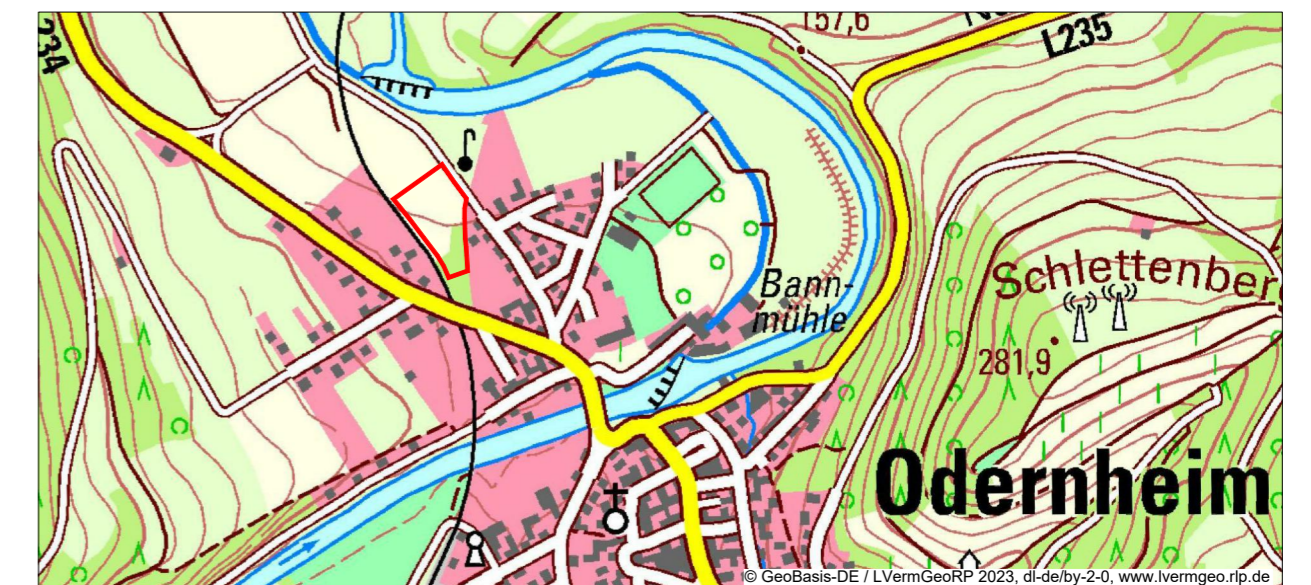 157,6
L235
234
Schlettenber
Bann-
mühle
281,9
Odernheim
© GeoBasis-DE / LVermGeoRP 2023, dl-de/by-2-0, www.lvermgeo.rlp.de